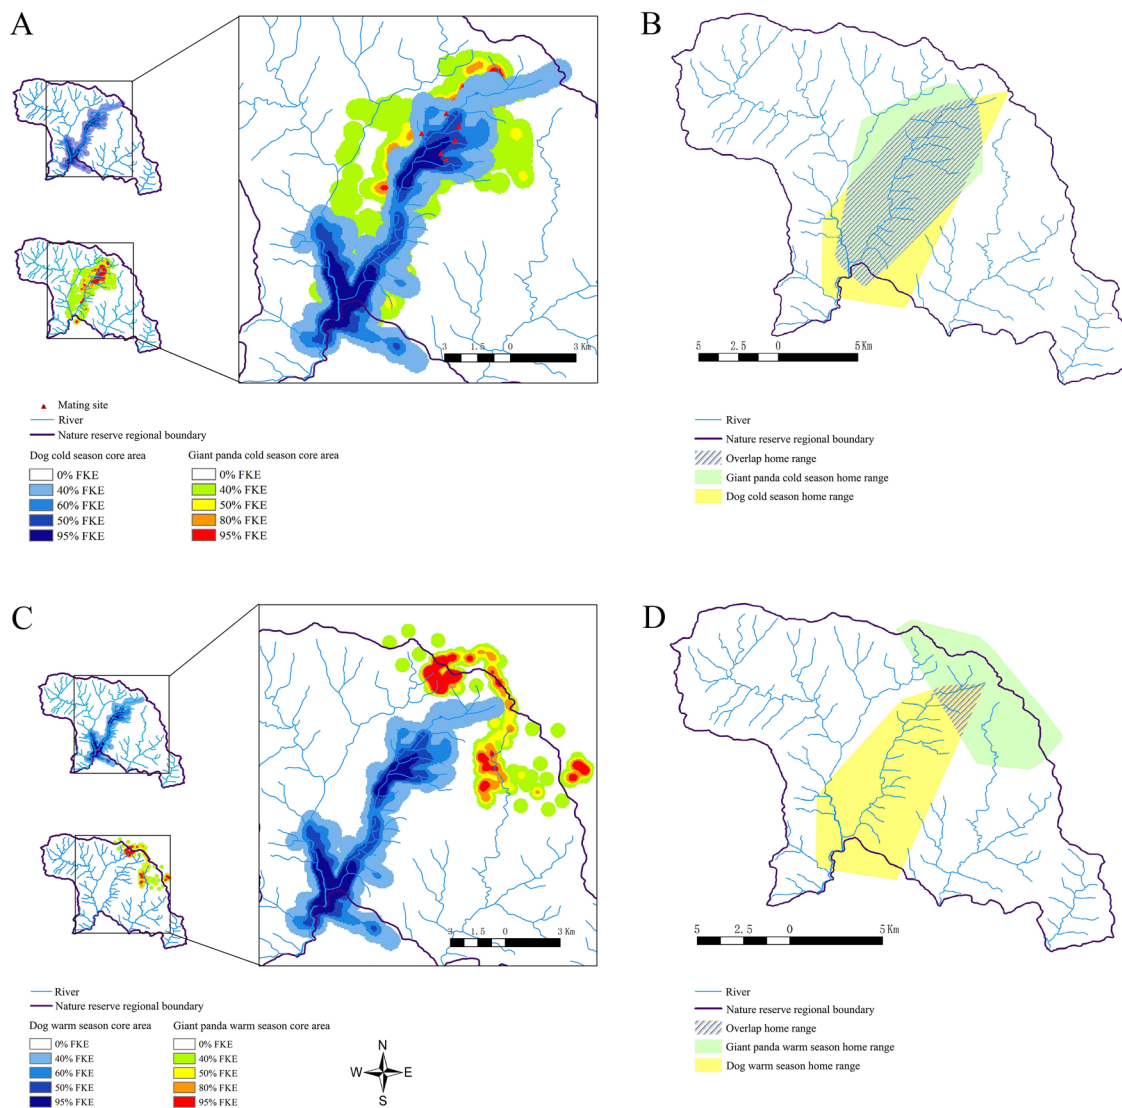 A
B
3 1.5 0 3 Km
5 2.5 0 5 Km
Mating site
River
Nature reserve regional boundary
Dog cold season core area
0% FKE
40% FKE
60% FKE
50% FKE
95% FKE
Giant panda cold season core area
0% FKE
40% FKE
50% FKE
80% FKE
95% FKE
River
Nature reserve regional boundary
Overlap home range
Giant panda cold season home range
Dog cold season home range
C
D
3 1.5 0 3 Km
5 2.5 0 5 Km
River
Nature reserve regional boundary
Dog warm season core area
0% FKE
40% FKE
60% FKE
50% FKE
95% FKE
Giant panda warm season core area
0% FKE
40% FKE
50% FKE
80% FKE
95% FKE
N
W E
S
River
Nature reserve regional boundary
Overlap home range
Giant panda warm season home range
Dog warm season home range